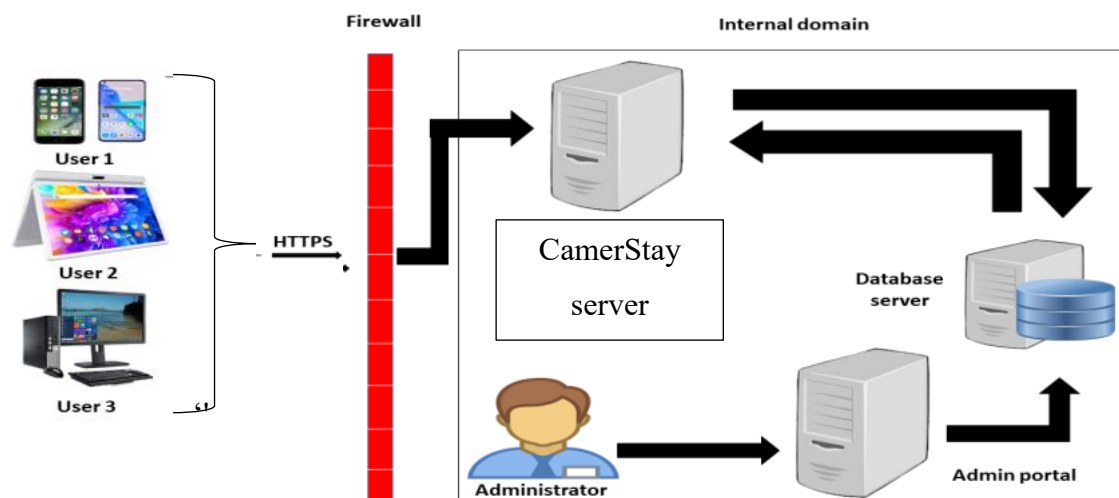 Firewall
Internal domain
User 1
User 2
HTTPS
User 3
CamerStay
server
Database
server
Administrator
Admin portal